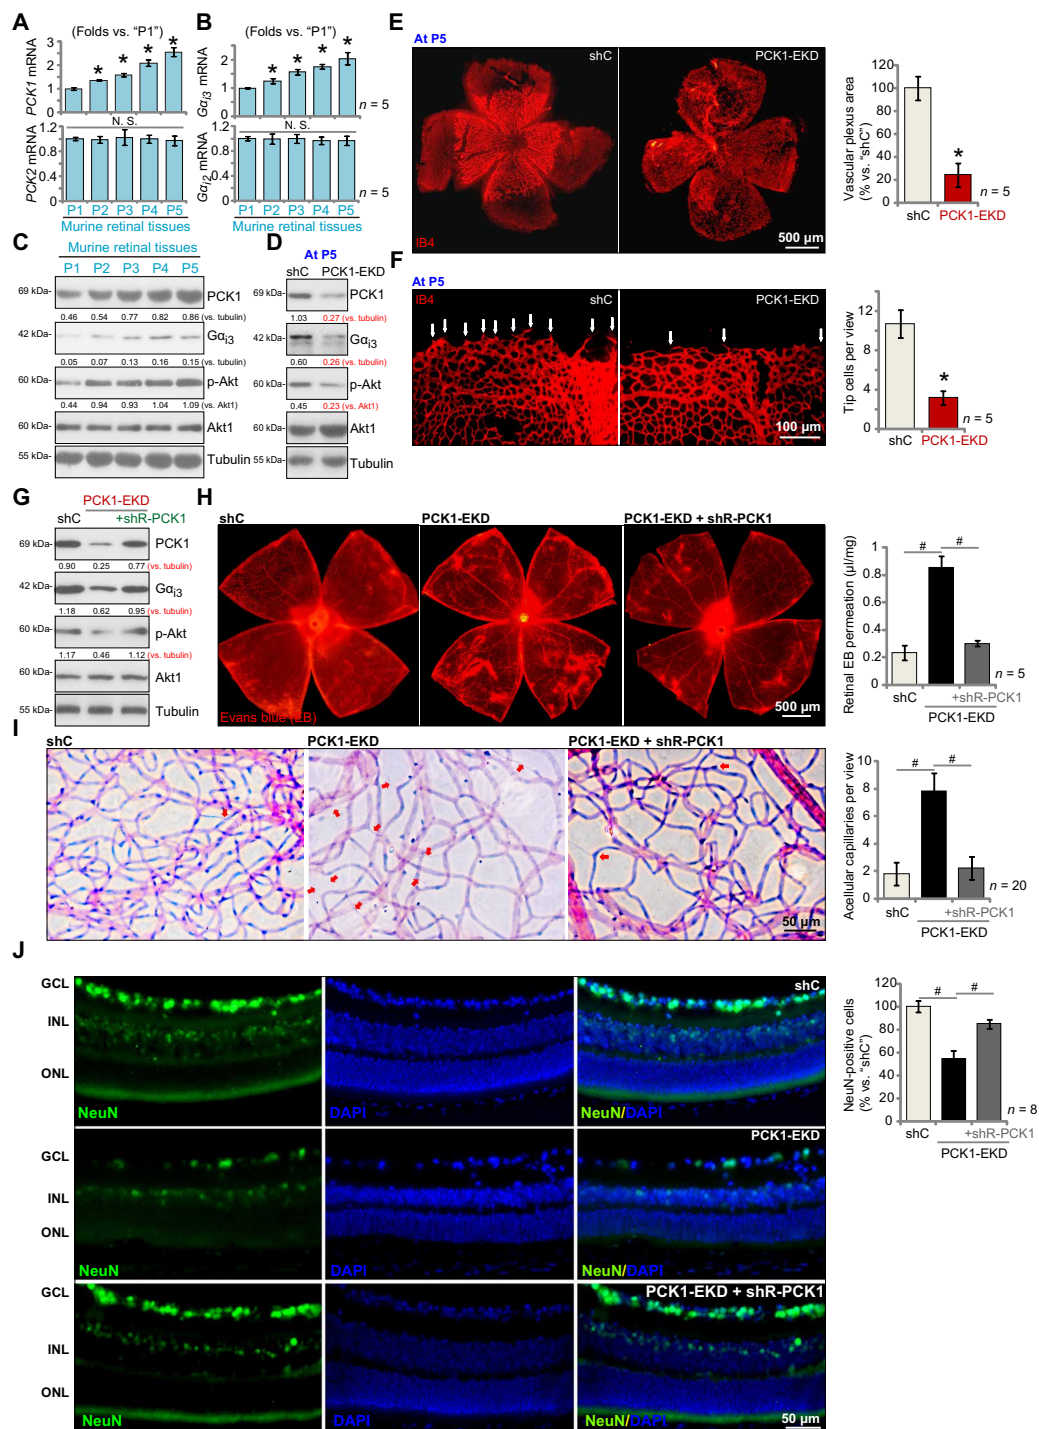 A
(Folds vs. “P1”)
PCK1 mRNA
3
2
1
0
*
*
*
*
N. S.
PCK2 mRNA
1.2
0.8
0.4
0
P1 P2 P3 P4 P5
Murine retinal tissues
B
(Folds vs. “P1”)
Gαi3 mRNA
3
2
1
0
*
*
*
*
n = 5
N. S.
Gαi2 mRNA
1.2
0.8
0.4
0
n = 5
P1 P2 P3 P4 P5
Murine retinal tissues
C
Murine retinal tissues
P1 P2 P3 P4 P5
69 kDa-
PCK1
0.46 0.54 0.77 0.82 0.86 (vs. tubulin)
42 kDa-
Gαi3
0.05 0.07 0.13 0.16 0.15 (vs. tubulin)
60 kDa-
p-Akt
0.44 0.94 0.93 1.04 1.09 (vs. Akt1)
60 kDa-
Akt1
55 kDa-
Tubulin
D
At P5
shC PCK1-EKD
69 kDa-
PCK1
1.03 0.27 (vs. tubulin)
42 kDa-
Gαi3
0.60 0.26 (vs. tubulin)
60 kDa-
p-Akt
0.45 0.23 (vs. Akt1)
60 kDa-
Akt1
55 kDa-
Tubulin
E
At P5
shC
PCK1-EKD
IB4
500 µm
Vascular plexus area
(% vs. “shC”)
120
100
80
60
40
20
0
*
n = 5
shC
PCK1-EKD
F
At P5
IB4
shC
PCK1-EKD
100 µm
Tip cells per view
12
8
4
0
*
n = 5
shC
PCK1-EKD
G
PCK1-EKD
shC +shR-PCK1
69 kDa-
PCK1
0.90 0.25 0.77 (vs. tubulin)
42 kDa-
Gαi3
1.18 0.62 0.95 (vs. tubulin)
60 kDa-
p-Akt
1.17 0.46 1.12 (vs. tubulin)
60 kDa-
Akt1
55 kDa-
Tubulin
H
shC
PCK1-EKD
PCK1-EKD + shR-PCK1
Evans blue (EB)
500 µm
Retinal EB permeation (µl/mg)
1
0.8
0.6
0.4
0.2
0
#
#
n = 5
shC
+shR-PCK1
PCK1-EKD
I
shC
PCK1-EKD
PCK1-EKD + shR-PCK1
50 µm
Acellular capillaries per view
10
8
6
4
2
0
#
#
n = 20
shC
+shR-PCK1
PCK1-EKD
J
GCL
INL
ONL
NeuN
DAPI
shC
NeuN/DAPI
GCL
INL
ONL
NeuN
DAPI
PCK1-EKD
NeuN/DAPI
GCL
INL
ONL
NeuN
DAPI
PCK1-EKD + shR-PCK1
NeuN/DAPI
50 µm
NeuN-positive cells
(% vs. “shC”)
120
100
80
60
40
20
0
#
#
n = 8
shC
+shR-PCK1
PCK1-EKD